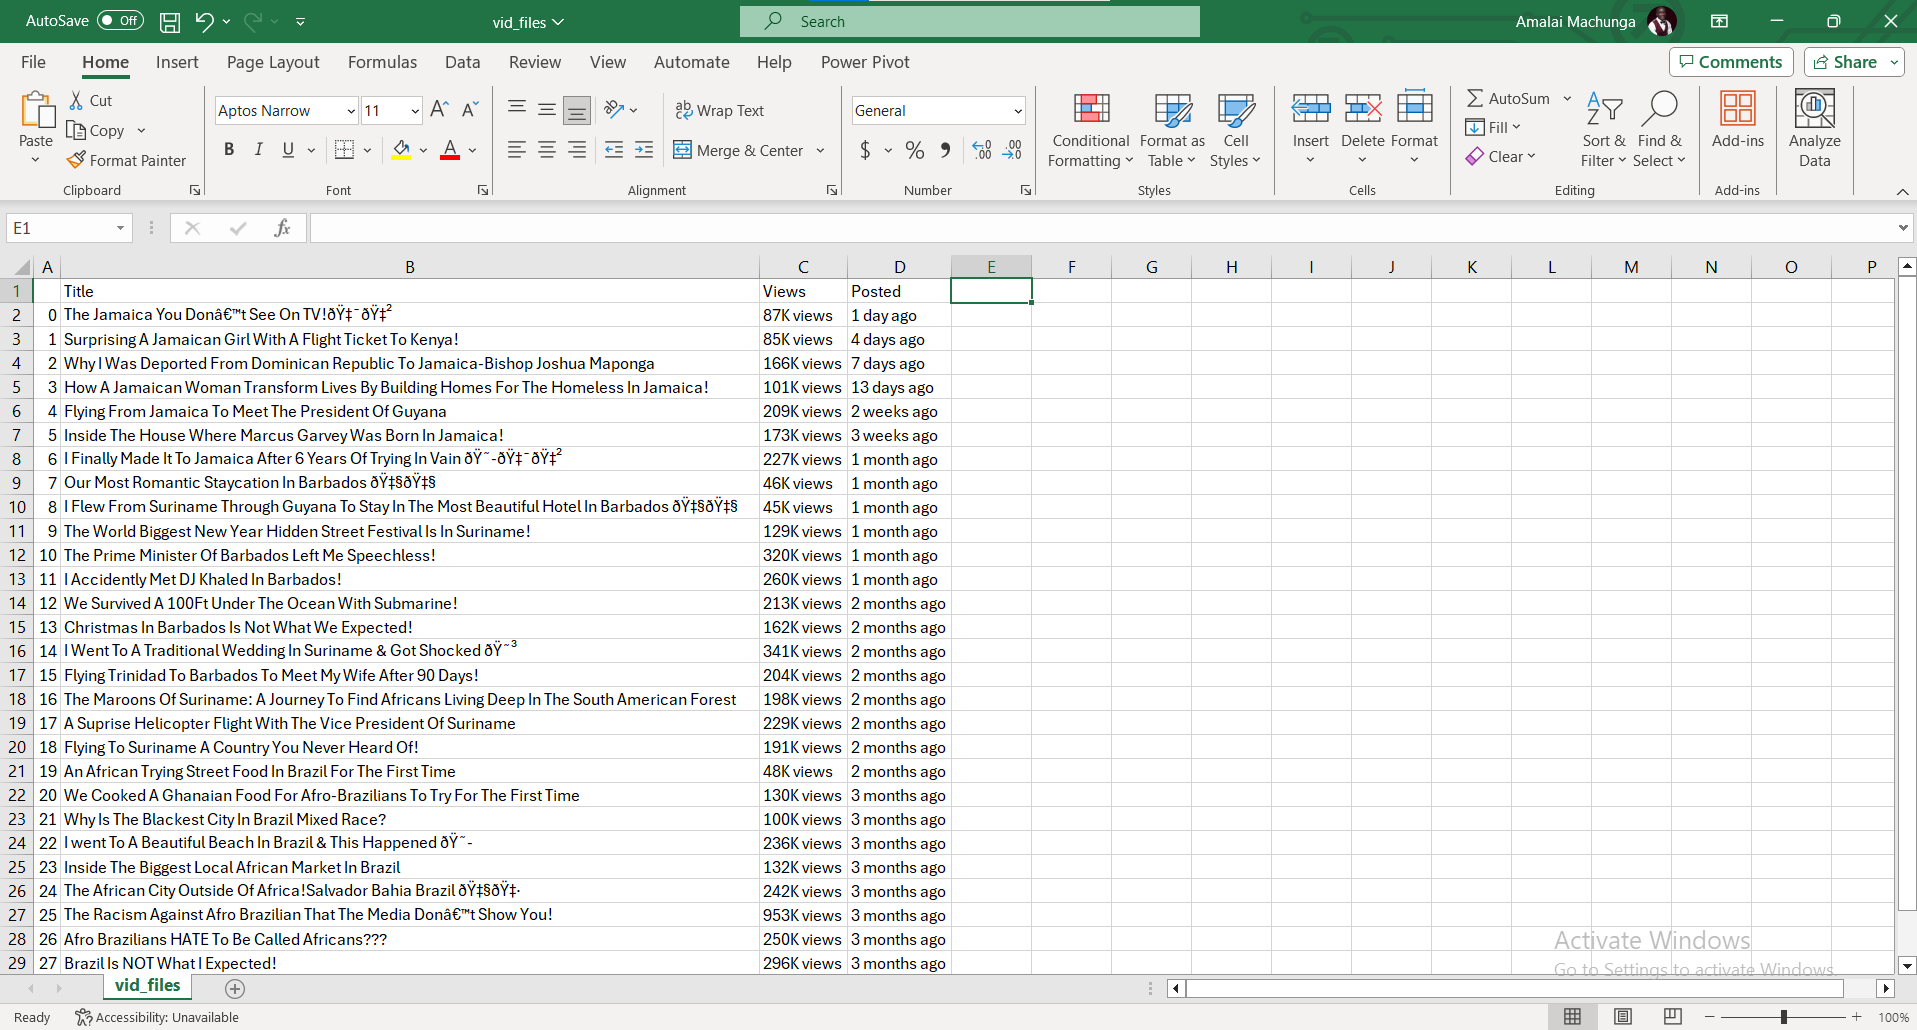 AutoSave Off vid_files Search Amalai Machunga
File Home Insert Page Layout Formulas Data Review View Automate Help Power Pivot Comments Share
Paste Cut Copy Format Painter
Clipboard
Aptos Narrow 11
B I U A
Font
ab Wrap Text
Merge & Center
Alignment
General
$ % 9 .00 .00
Number
Conditional Formatting Format as Table Cell Styles
Styles
Insert Delete Format
Cells
AutoSum Fill Clear Sort & Filter Find & Select
Editing
Add-ins
Add-ins
Analyze Data
E1 fx
A B C D E F G H I J K L M N O P
1 Title Views Posted
2 0 The Jamaica You Donâ€™t See On TV!ðŸ‡¯ðŸ‡² 87K views 1 day ago
3 1 Surprising A Jamaican Girl With A Flight Ticket To Kenya! 85K views 4 days ago
4 2 Why I Was Deported From Dominican Republic To Jamaica-Bishop Joshua Maponga 166K views 7 days ago
5 3 How A Jamaican Woman Transform Lives By Building Homes For The Homeless In Jamaica! 101K views 13 days ago
6 4 Flying From Jamaica To Meet The President Of Guyana 209K views 2 weeks ago
7 5 Inside The House Where Marcus Garvey Was Born In Jamaica! 173K views 3 weeks ago
8 6 I Finally Made It To Jamaica After 6 Years Of Trying In Vain ðŸ˜-ðŸ‡¯ðŸ‡² 227K views 1 month ago
9 7 Our Most Romantic Staycation In Barbados ðŸ‡§ðŸ‡§ 46K views 1 month ago
10 8 I Flew From Suriname Through Guyana To Stay In The Most Beautiful Hotel In Barbados ðŸ‡§ðŸ‡§ 45K views 1 month ago
11 9 The World Biggest New Year Hidden Street Festival Is In Suriname! 129K views 1 month ago
12 10 The Prime Minister Of Barbados Left Me Speechless! 320K views 1 month ago
13 11 I Accidently Met DJ Khaled In Barbados! 260K views 1 month ago
14 12 We Survived A 100Ft Under The Ocean With Submarine! 213K views 2 months ago
15 13 Christmas In Barbados Is Not What We Expected! 162K views 2 months ago
16 14 I Went To A Traditional Wedding In Suriname & Got Shocked ðŸ˜³ 341K views 2 months ago
17 15 Flying Trinidad To Barbados To Meet My Wife After 90 Days! 204K views 2 months ago
18 16 The Maroons Of Suriname: A Journey To Find Africans Living Deep In The South American Forest 198K views 2 months ago
19 17 A Suprise Helicopter Flight With The Vice President Of Suriname 229K views 2 months ago
20 18 Flying To Suriname A Country You Never Heard Of! 191K views 2 months ago
21 19 An African Trying Street Food In Brazil For The First Time 48K views 2 months ago
22 20 We Cooked A Ghanaian Food For Afro-Brazilians To Try For The First Time 130K views 3 months ago
23 21 Why Is The Blackest City In Brazil Mixed Race? 100K views 3 months ago
24 22 I went To A Beautiful Beach In Brazil & This Happened ðŸ˜- 236K views 3 months ago
25 23 Inside The Biggest Local African Market In Brazil 132K views 3 months ago
26 24 The African City Outside Of Africa!Salvador Bahia Brazil ðŸ‡§ðŸ‡· 242K views 3 months ago
27 25 The Racism Against Afro Brazilian That The Media Donâ€™t Show You! 953K views 3 months ago
28 26 Afro Brazilians HATE To Be Called Africans??? 250K views 3 months ago
29 27 Brazil Is NOT What I Expected! 296K views 3 months ago
Activate Windows
Go to Settings to activate Windows.
vid_files
Ready Accessibility: Unavailable 100%